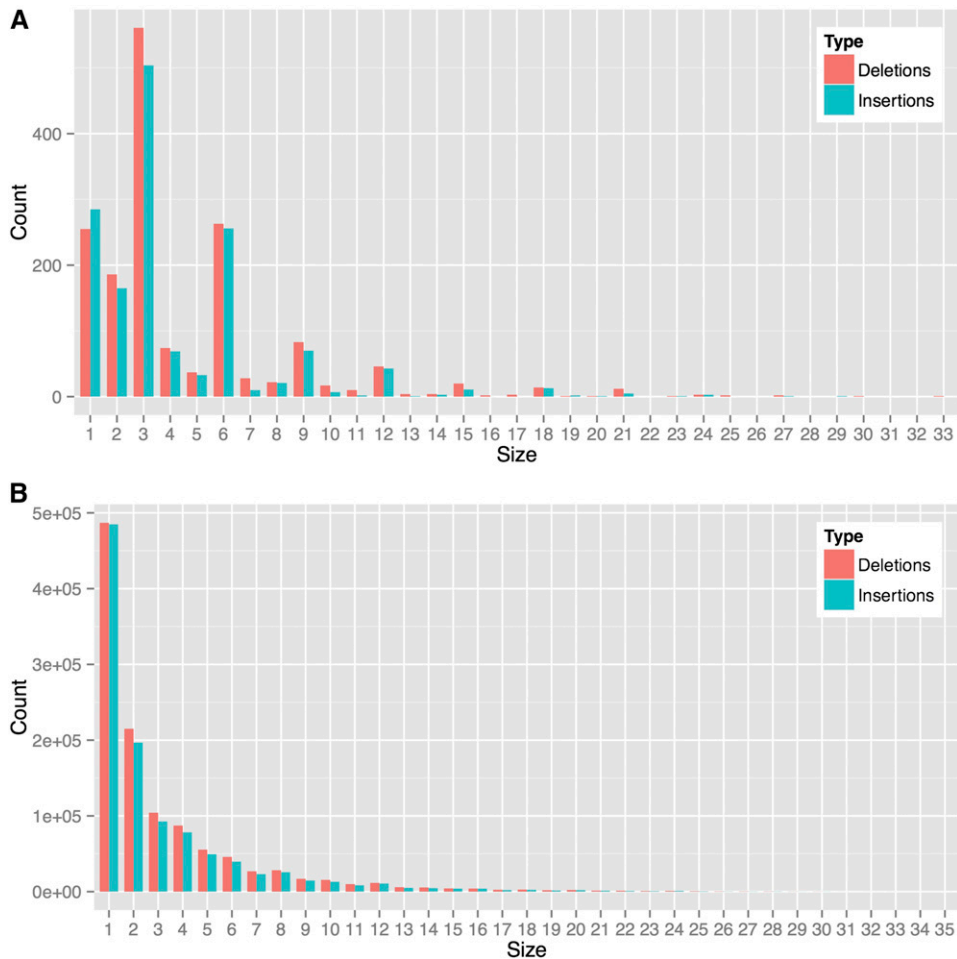 A
Type
Deletions
Insertions
400
200
0
Count
1 2 3 4 5 6 7 8 9 10 11 12 13 14 15 16 17 18 19 20 21 22 23 24 25 26 27 28 29 30 31 32 33
Size
B
Type
Deletions
Insertions
5e+05
4e+05
3e+05
2e+05
1e+05
0e+00
Count
1 2 3 4 5 6 7 8 9 10 11 12 13 14 15 16 17 18 19 20 21 22 23 24 25 26 27 28 29 30 31 32 33 34 35
Size